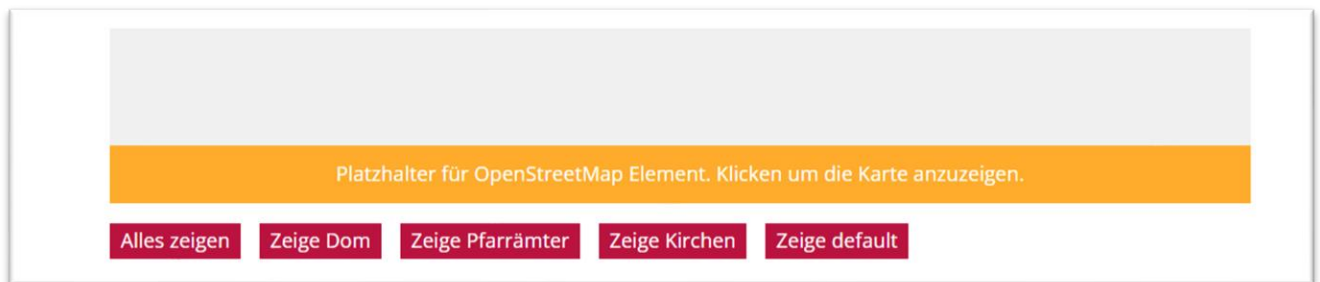 Platzhalter für OpenStreetMap Element. Klicken um die Karte anzuzeigen.
Alles zeigen Zeige Dom Zeige Pfarrämter Zeige Kirchen Zeige default